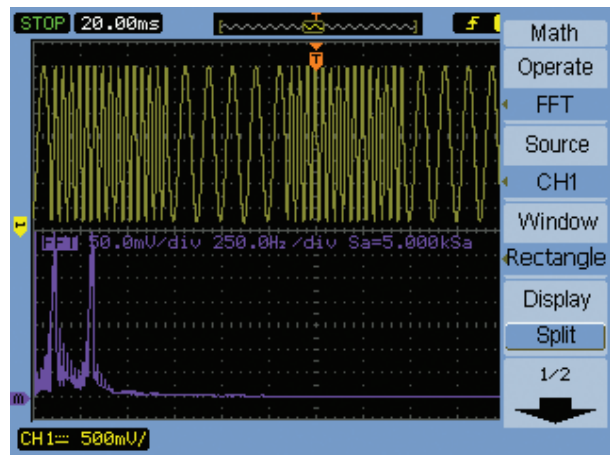 STOP 20.00ms
Math
Operate
FFT
Source
CH1
Window
Rectangle
Display
Split
1/2
T
FFT 50.0mV/div 250.0Hz/div Sa=5.000kSa
m
CH1 500mV/